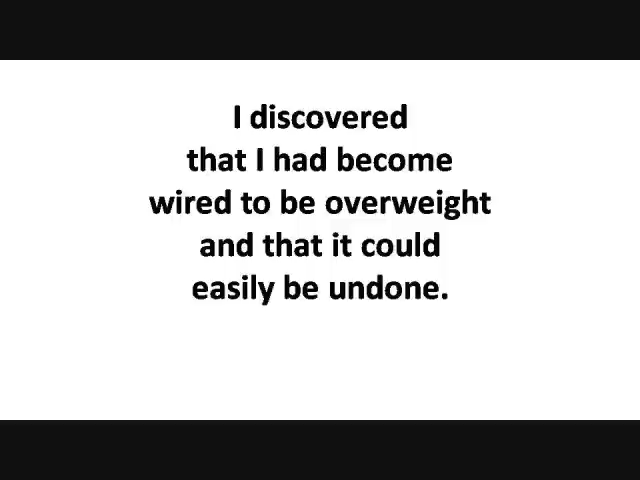 I discovered
that I had become
wired to be overweight
and that it could
easily be undone.